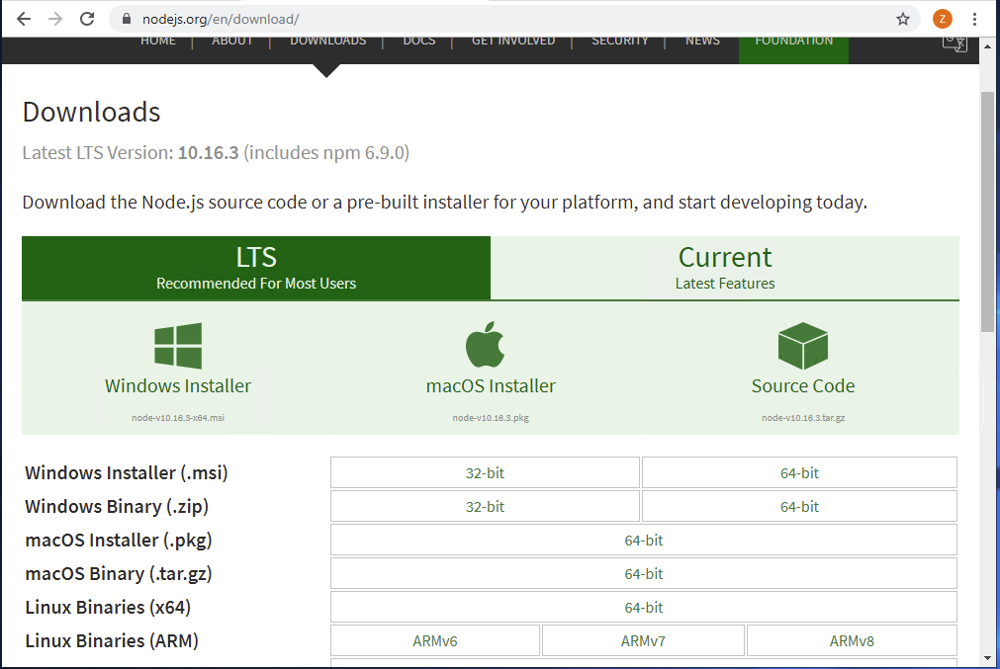 nodejs.org/en/download/
Z
HOME | ABOUT | DOWNLOADS | DOCS | GET INVOLVED | SECURITY | NEWS FOUNDATION
Downloads
Latest LTS Version: 10.16.3 (includes npm 6.9.0)
Download the Node.js source code or a pre-built installer for your platform, and start developing today.
LTS
Recommended For Most Users
Current
Latest Features
Windows Installer
node-v10.16.3-x64.msi
macOS Installer
node-v10.16.3.pkg
Source Code
node-v10.16.3.tar.gz
Windows Installer (.msi) 32-bit 64-bit
Windows Binary (.zip) 32-bit 64-bit
macOS Installer (.pkg) 64-bit
macOS Binary (.tar.gz) 64-bit
Linux Binaries (x64) 64-bit
Linux Binaries (ARM) ARMv6 ARMv7 ARMv8